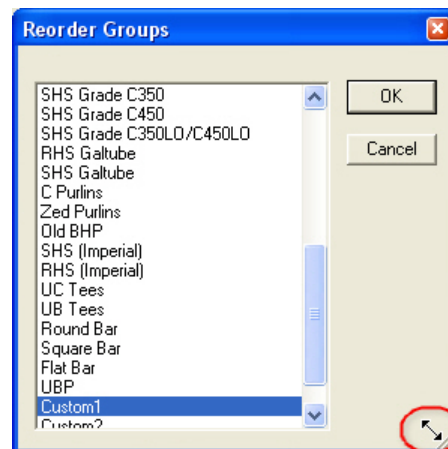 Reorder Groups
SHS Grade C350
SHS Grade C450
SHS Grade C350LO/C450LO
RHS Galtube
SHS Galtube
C Purlins
Zed Purlins
Old BHP
SHS (Imperial)
RHS (Imperial)
UC Tees
UB Tees
Round Bar
Square Bar
Flat Bar
UBP
Custom1
Custom2
OK
Cancel